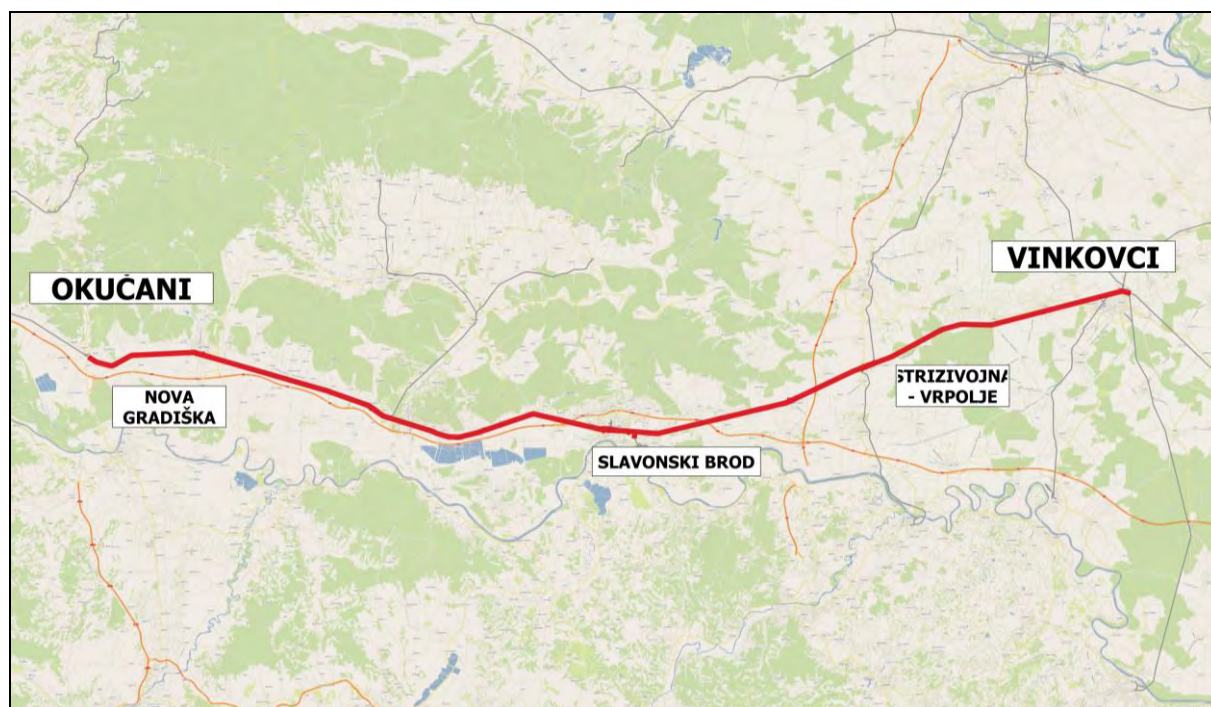 OKUČANI
VINKOVCI
NOVA
GRADIŠKA
STRIZIVOJNA
- VRPOLJE
SLAVONSKI BROD